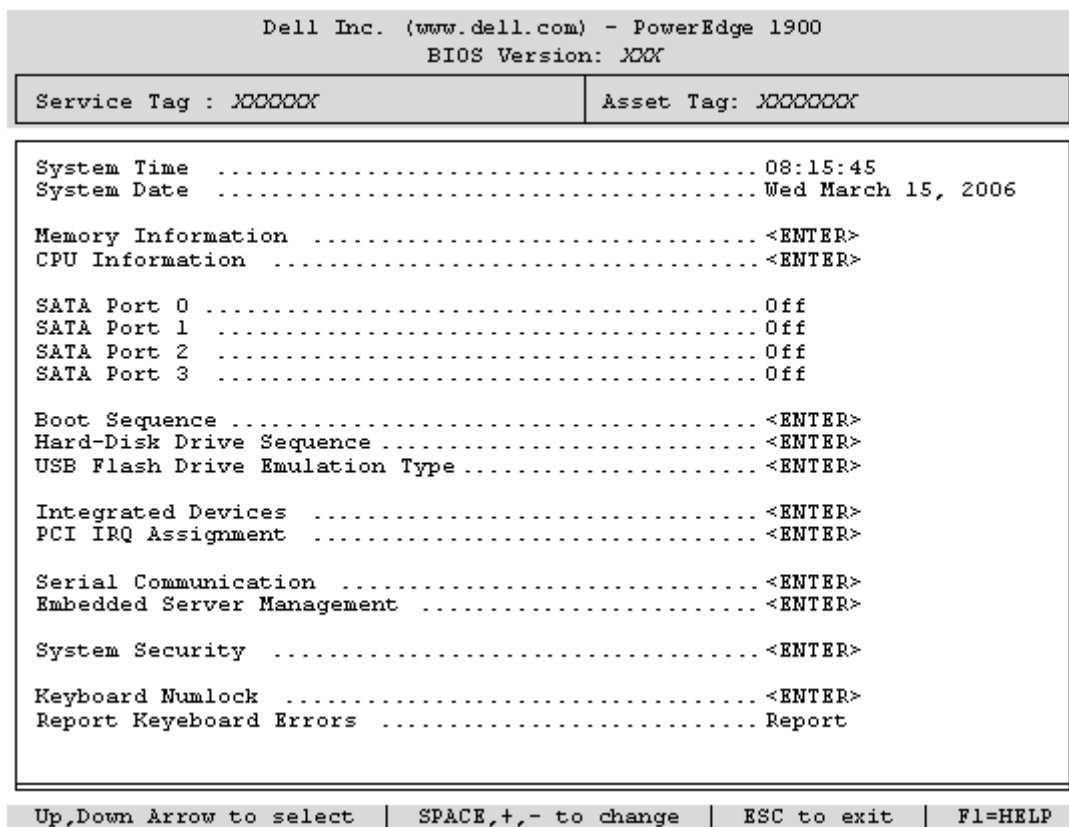 Dell Inc. (www.dell.com) - PowerEdge 1900
BIOS Version: XXX
Service Tag : XXXXXX Asset Tag: XXXXXXX
System Time ........................................ 08:15:45
System Date ........................................ Wed March 15, 2006
Memory Information ................................. <ENTER>
CPU Information .................................... <ENTER>
SATA Port 0 ......................................... Off
SATA Port 1 ........................................ Off
SATA Port 2 ........................................ Off
SATA Port 3 ........................................ Off
Boot Sequence ....................................... <ENTER>
Hard-Disk Drive Sequence ............................ <ENTER>
USB Flash Drive Emulation Type ...................... <ENTER>
Integrated Devices ................................. <ENTER>
PCI IRQ Assignment ................................. <ENTER>
Serial Communication ............................... <ENTER>
Embedded Server Management ......................... <ENTER>
System Security .................................... <ENTER>
Keyboard Numlock ................................... <ENTER>
Report Keyeboard Errors ............................ Report
Up,Down Arrow to select | SPACE,+,- to change | ESC to exit | F1=HELP